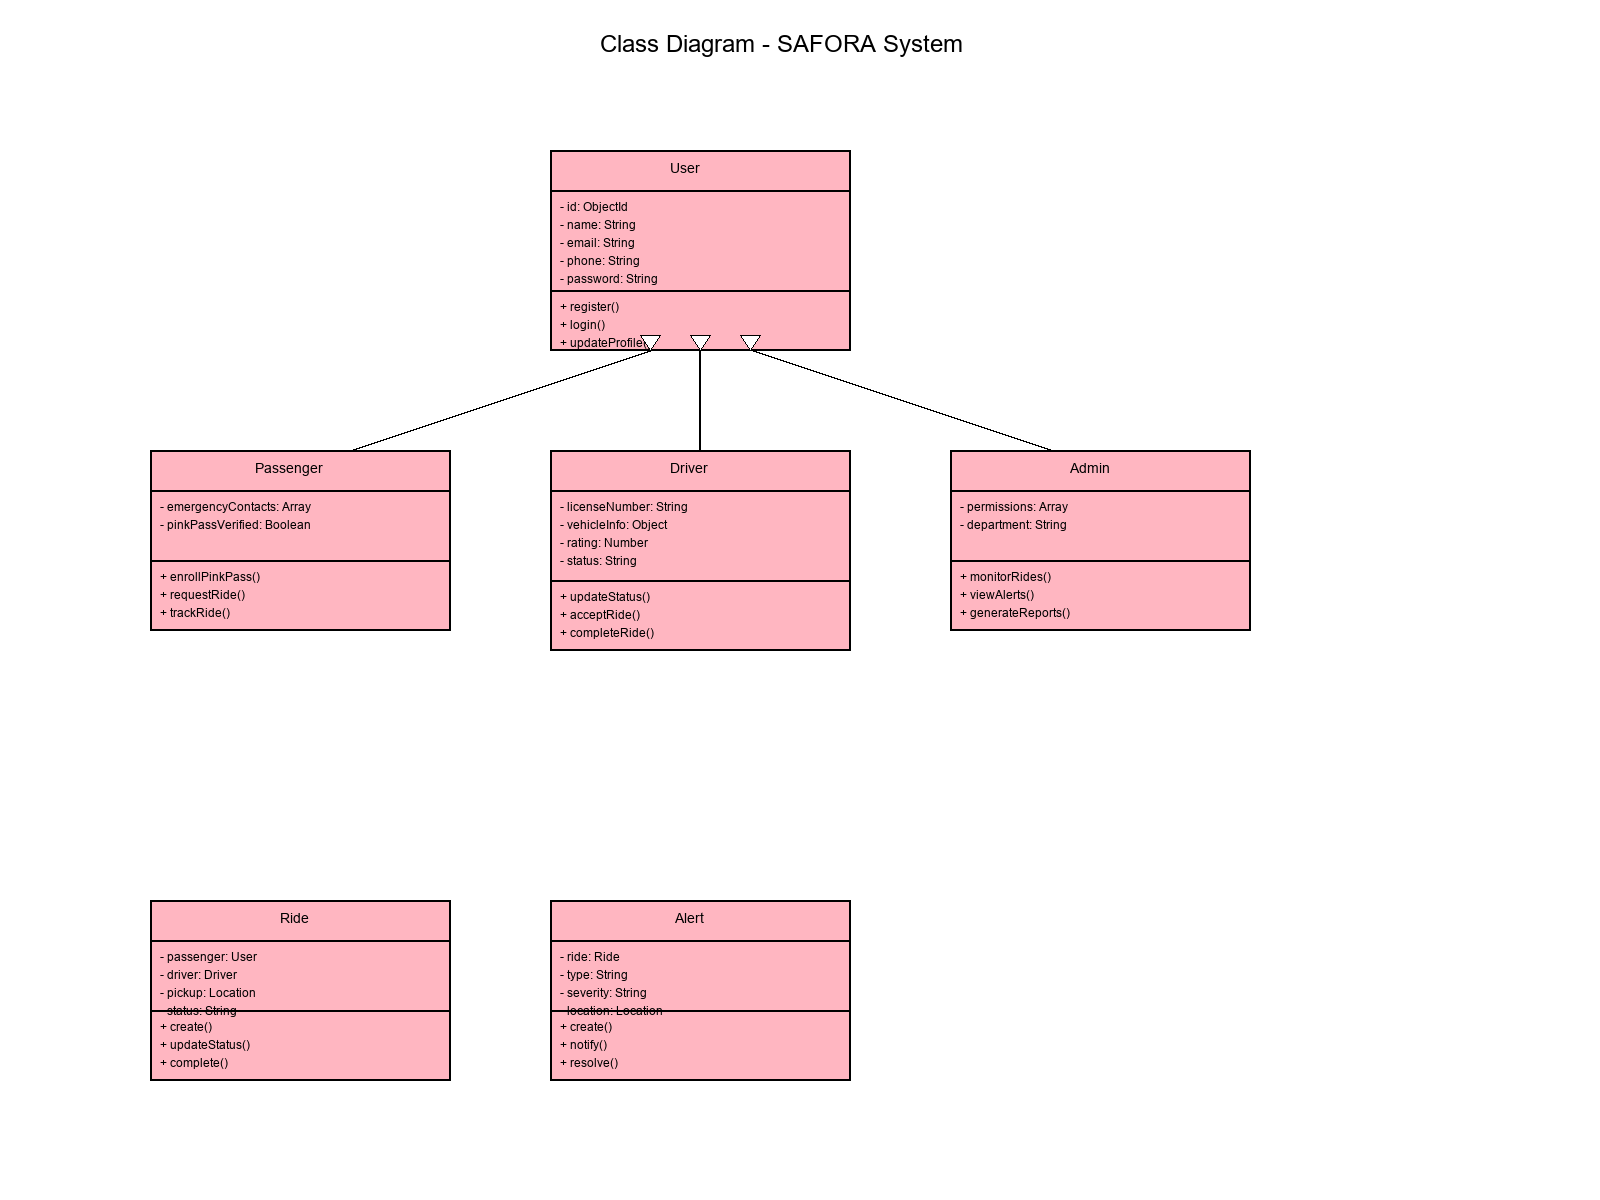 Class Diagram - SAFORA System
User
- id: ObjectId
- name: String
- email: String
- phone: String
- password: String
+ register()
+ login()
+ updateProfile()
Passenger
- emergencyContacts: Array
- pinkPassVerified: Boolean
+ enrollPinkPass()
+ requestRide()
+ trackRide()
Driver
- licenseNumber: String
- vehicleInfo: Object
- rating: Number
- status: String
+ updateStatus()
+ acceptRide()
+ completeRide()
Admin
- permissions: Array
- department: String
+ monitorRides()
+ viewAlerts()
+ generateReports()
Ride
- passenger: User
- driver: Driver
- pickup: Location
- status: String
+ create()
+ updateStatus()
+ complete()
Alert
- ride: Ride
- type: String
- severity: String
- location: Location
+ create()
+ notify()
+ resolve()